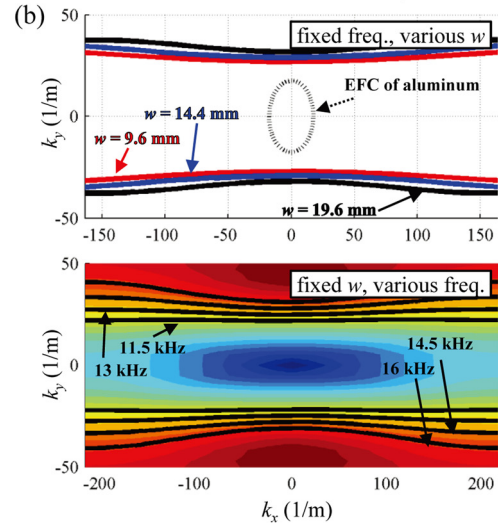 (b)
fixed freq., various w
EFC of aluminum
w = 14.4 mm
w = 9.6 mm
w = 19.6 mm
k_y (1/m)
50
0
-50
-150
-100
-50
0
50
100
150
fixed w, various freq.
11.5 kHz
13 kHz
14.5 kHz
16 kHz
k_y (1/m)
50
0
-50
-200
-100
0
100
200
k_x (1/m)